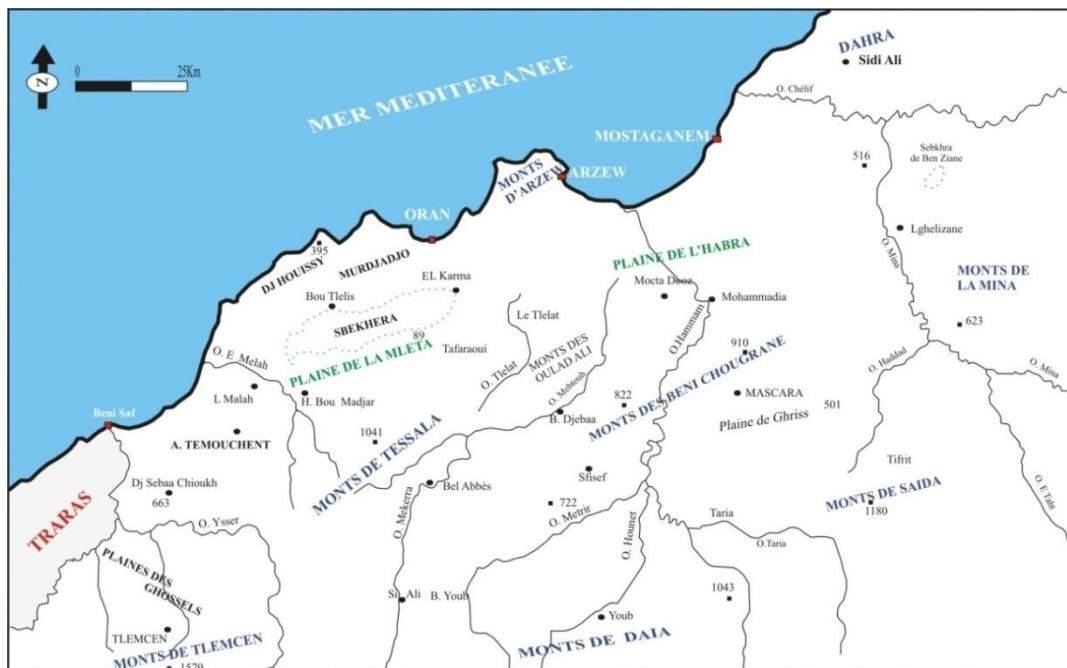 DAHRA
Sidi Ali
N
0
25Km
MER MEDITERANEE
O. Chélif
MOSTAGANEM
516
Sebkhra
de Ben Ziane
MONTS
D'ARZEW
ARZEW
ORAN
Lghelizane
O. Mina
395
DJ HOUISSY
MURDJADJO
PLAINE DE L'HABRA
EL Karma
Mocta Dooz
Mohammadia
MONTS DE
LA MINA
Bou Tlelis
SBEKHERA
89
Le Tlelat
Tafaraoui
O.Hammam
623
O. E Melah
PLAINE DE LA MLETA
O. Tlelat
MONTS DES
OULAD ALI
O. Mebtouh
910
O. Haddad
O. Mina
L Malah
H. Bou Madjar
822
MONTS DES BENI CHOUGRANE
MASCARA
501
Plaine de Ghriss
Beni Saf
A. TEMOUCHENT
1041
MONTS DE TESSALA
B. Djebaa
Tifrit
Dj Sebaa Chioukh
663
Bel Abbès
Sfisef
MONTS DE SAIDA
1180
O. E Taht
TRARAS
O. Ysser
O. Mekerra
722
O. Metrir
O. Hounet
Taria
O.Taria
PLAINES DES
GHOSSELS
Si Ali
B. Youb
Youb
1043
TLEMCEN
MONTS DE TLEMCEN
1579
MONTS DE DAIA